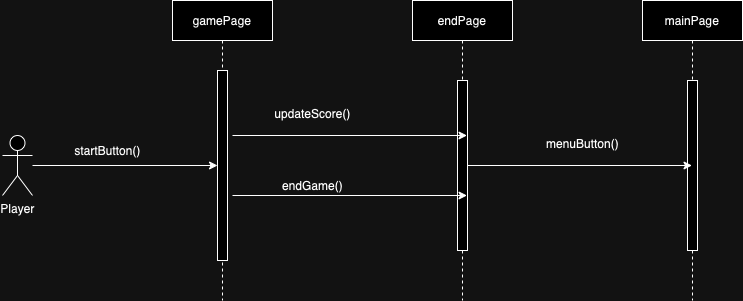 gamePage
endPage
mainPage
updateScore()
menuButton()
startButton()
endGame()
Player